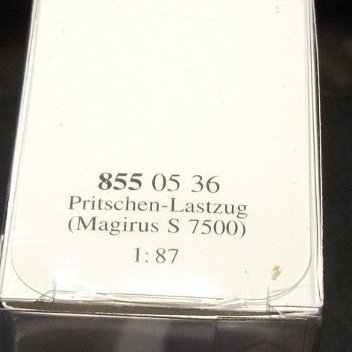 855 05 36
Pritschen-Lastzug
(Magirus S 7500)
1:87